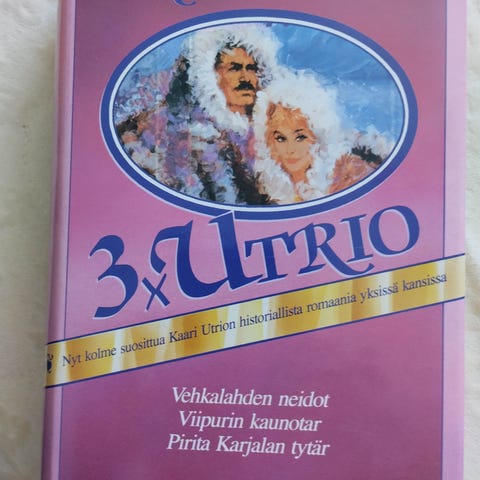 3xUTRIO
Nyt kolme suosittua Kaari Utrion historiallista romaania yksissä kansissa
Vehkalahden neidot
Viipurin kaunotar
Pirita Karjalan tytär